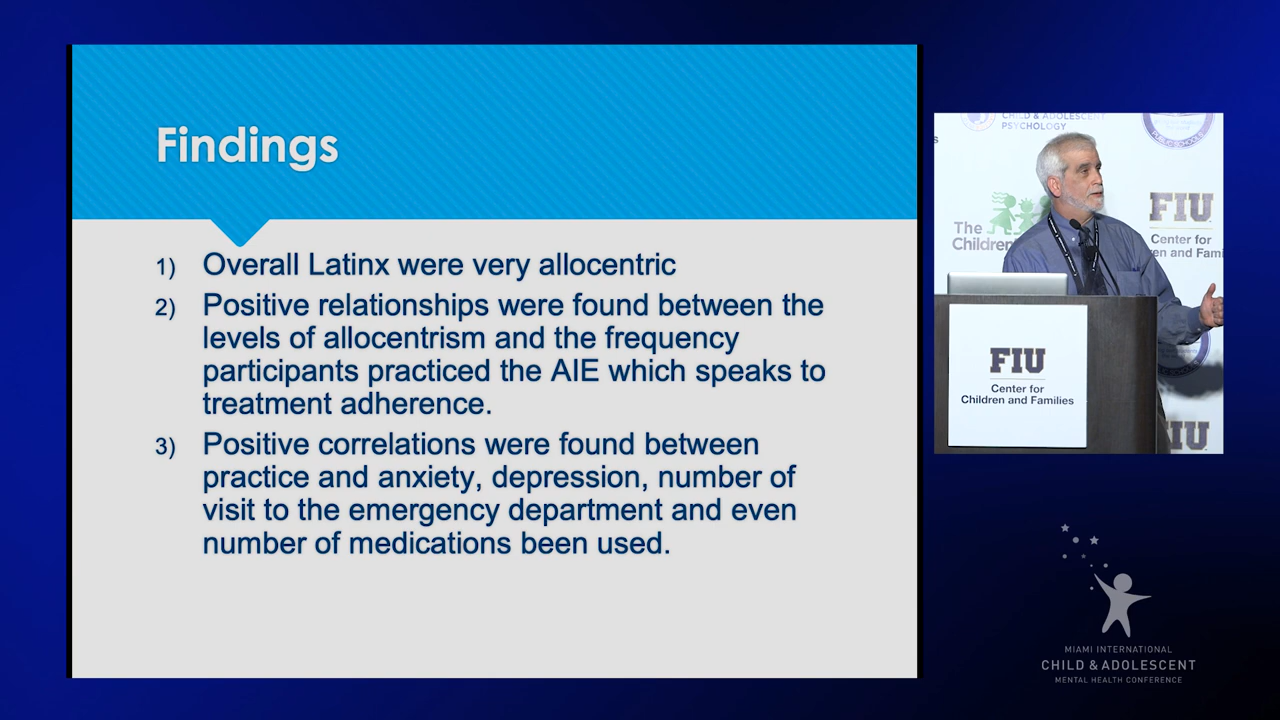 Findings
1) Overall Latinx were very allocentric
2) Positive relationships were found between the
levels of allocentrism and the frequency
participants practiced the AIE which speaks to
treatment adherence.
3) Positive correlations were found between
practice and anxiety, depression, number of
visit to the emergency department and even
number of medications been used.
CHILD & ADOLESCENT
PSYCHOLOGY
PUBLIC SCHOOLS
The
Children
FIU
Center for
en and Fami
FIU
Center for
Children and Families
IU
MIAMI INTERNATIONAL
CHILD & ADOLESCENT
MENTAL HEALTH CONFERENCE